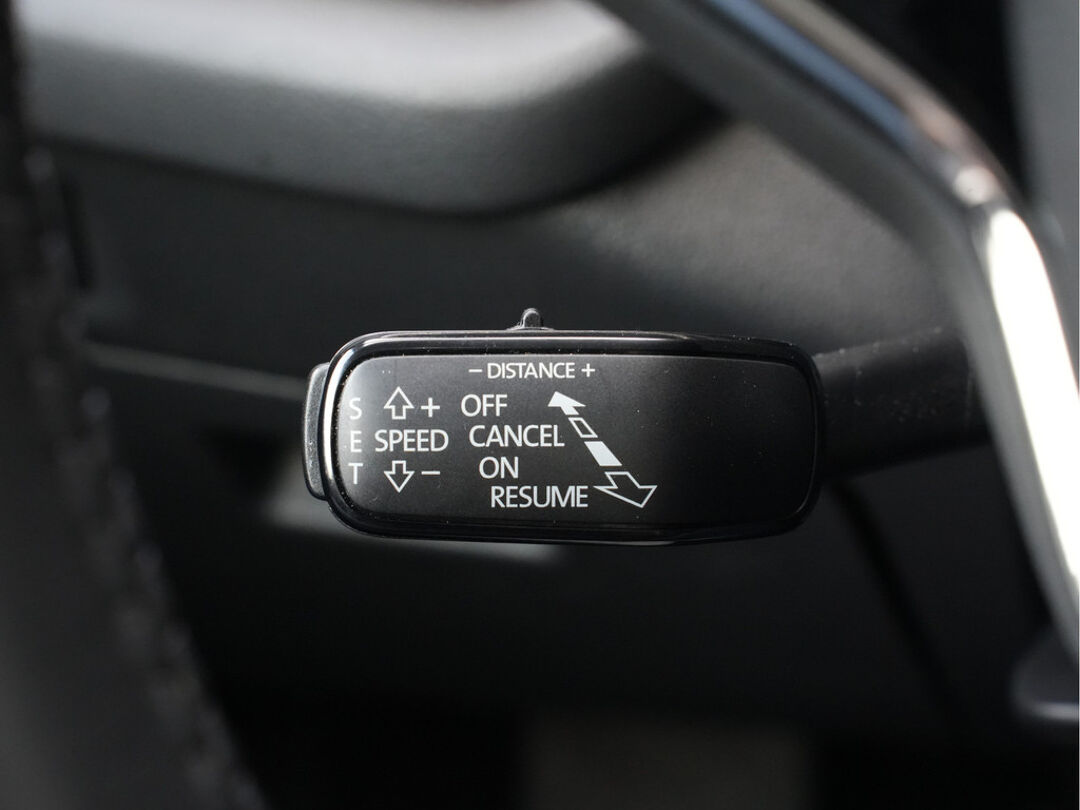 − DISTANCE +
S + OFF
E SPEED CANCEL
T − ON
RESUME